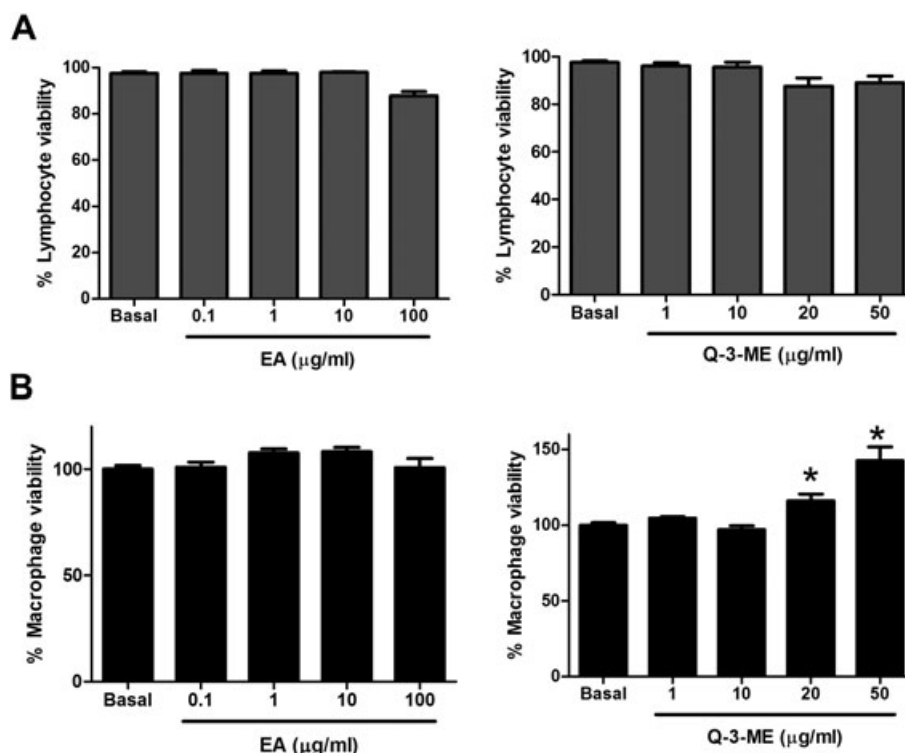 A
% Lymphocyte viability
100
80
60
40
20
0
Basal 0.1 1 10 100
EA (μg/ml)
% Lymphocyte viability
100
80
60
40
20
0
Basal 1 10 20 50
Q-3-ME (μg/ml)
B
% Macrophage viability
100
50
0
Basal 0.1 1 10 100
EA (μg/ml)
% Macrophage viability
150
100
50
0
* *
Basal 1 10 20 50
Q-3-ME (μg/ml)